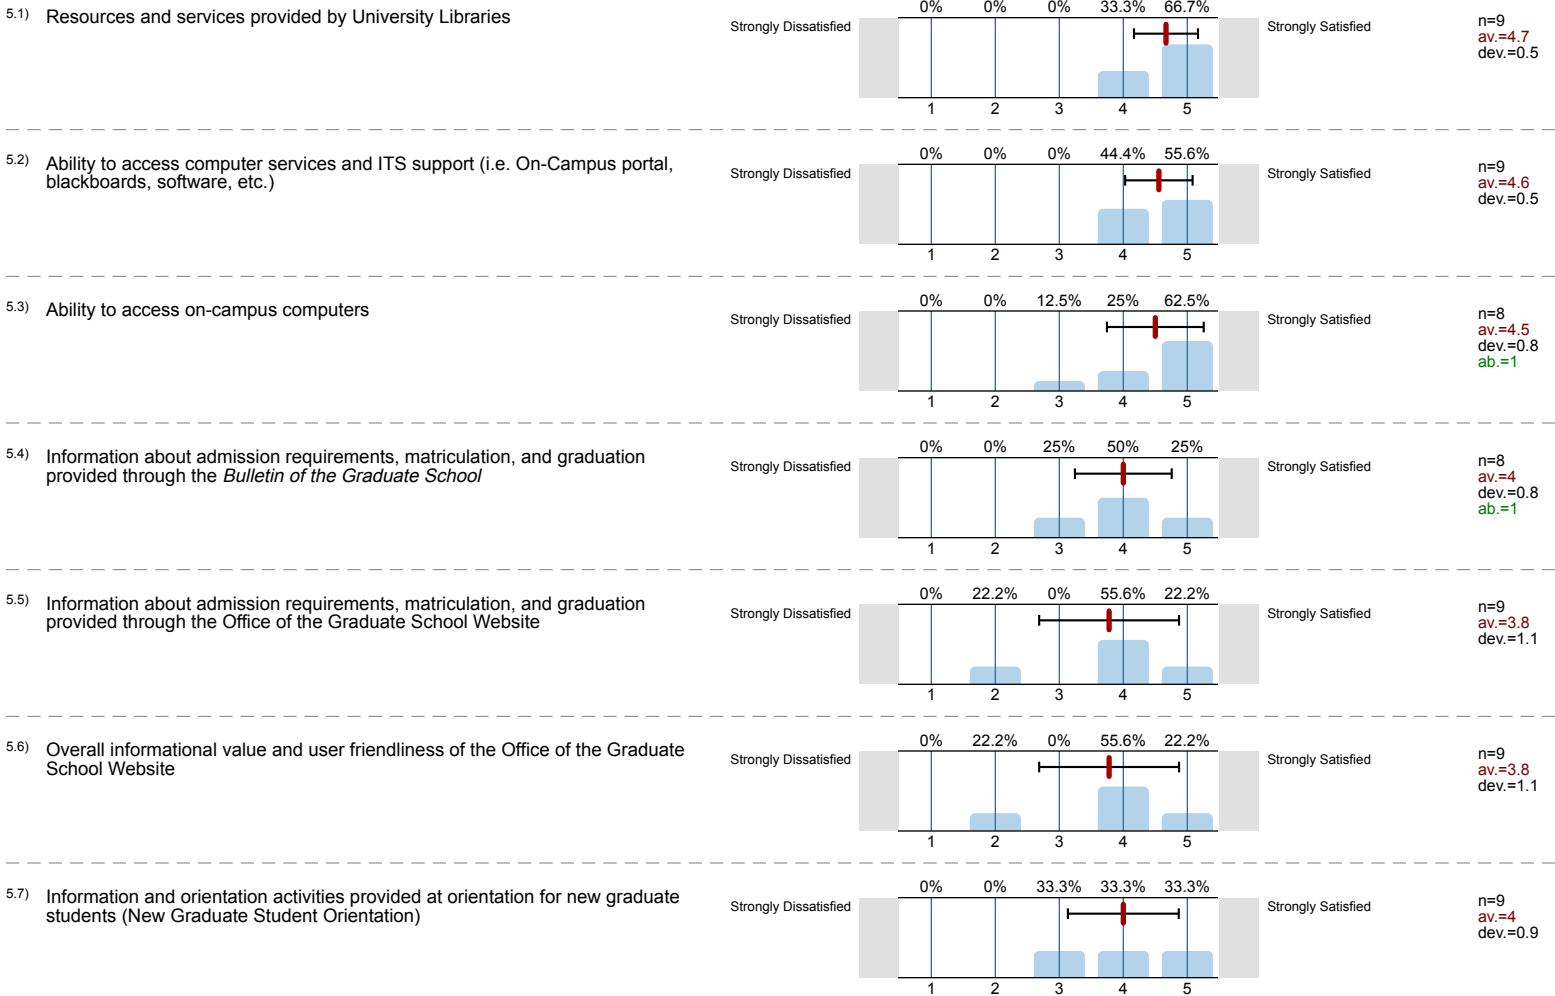 5.1) Resources and services provided by University Libraries
0% 0% 0% 33.3% 66.7%
Strongly Dissatisfied Strongly Satisfied
n=9
av.=4.7
dev.=0.5
1 2 3 4 5
5.2) Ability to access computer services and ITS support (i.e. On-Campus portal,
blackboards, software, etc.)
0% 0% 0% 44.4% 55.6%
Strongly Dissatisfied Strongly Satisfied
n=9
av.=4.6
dev.=0.5
1 2 3 4 5
5.3) Ability to access on-campus computers
0% 0% 12.5% 25% 62.5%
Strongly Dissatisfied Strongly Satisfied
n=8
av.=4.5
dev.=0.8
ab.=1
1 2 3 4 5
5.4) Information about admission requirements, matriculation, and graduation
provided through the Bulletin of the Graduate School
0% 0% 25% 50% 25%
Strongly Dissatisfied Strongly Satisfied
n=8
av.=4
dev.=0.8
ab.=1
1 2 3 4 5
5.5) Information about admission requirements, matriculation, and graduation
provided through the Office of the Graduate School Website
0% 22.2% 0% 55.6% 22.2%
Strongly Dissatisfied Strongly Satisfied
n=9
av.=3.8
dev.=1.1
1 2 3 4 5
5.6) Overall informational value and user friendliness of the Office of the Graduate
School Website
0% 22.2% 0% 55.6% 22.2%
Strongly Dissatisfied Strongly Satisfied
n=9
av.=3.8
dev.=1.1
1 2 3 4 5
5.7) Information and orientation activities provided at orientation for new graduate
students (New Graduate Student Orientation)
0% 0% 33.3% 33.3% 33.3%
Strongly Dissatisfied Strongly Satisfied
n=9
av.=4
dev.=0.9
1 2 3 4 5